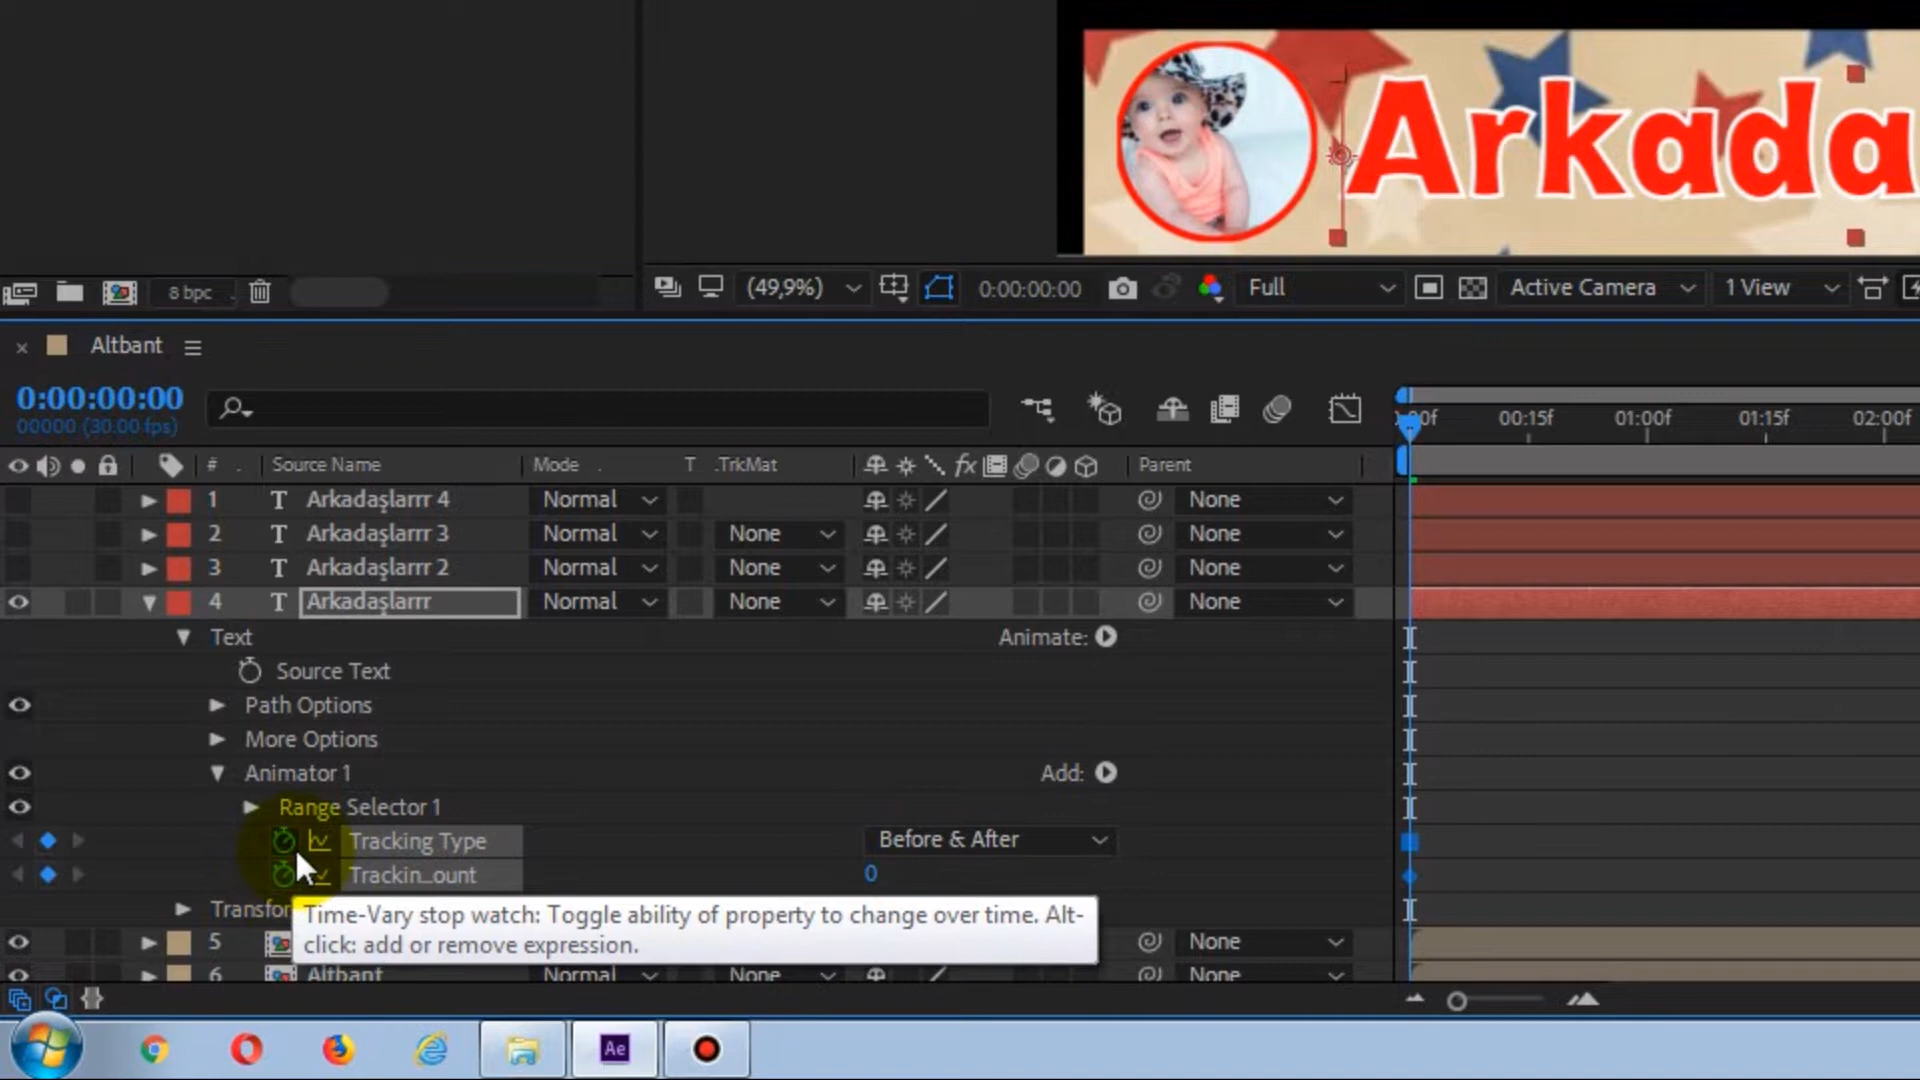 Arkada
8 bpc
(49,9%)
0:00:00:00
Full
Active Camera
1 View
Altbant
0:00:00:00
00000 (30.00 fps)
00f 00:15f 01:00f 01:15f 02:00f
# Source Name Mode T .TrkMat fx Parent
1 T Arkadaşlarrr 4 Normal None
2 T Arkadaşlarrr 3 Normal None None
3 T Arkadaşlarrr 2 Normal None None
4 T Arkadaşlarrr Normal None None
Text Animate:
Source Text
Path Options
More Options
Animator 1 Add:
Range Selector 1
Tracking Type Before & After
Trackin...ount 0
Transfor
Time-Vary stop watch: Toggle ability of property to change over time. Alt-
click: add or remove expression.
5 None
6 Altbant Normal None None
Ae